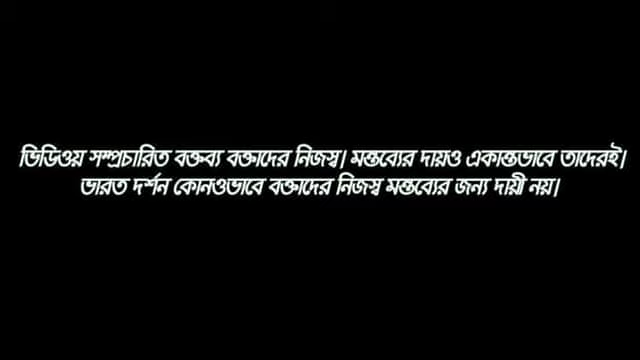 ভিডিওয় সম্প্রচারিত বক্তব্য বক্তাদের নিজস্ব। মন্তব্যের দায়ও একান্তভাবে তাদেরই।
ভারত দর্শন কোনওভাবে বক্তাদের নিজস্ব মন্তব্যের জন্য দায়ী নয়।